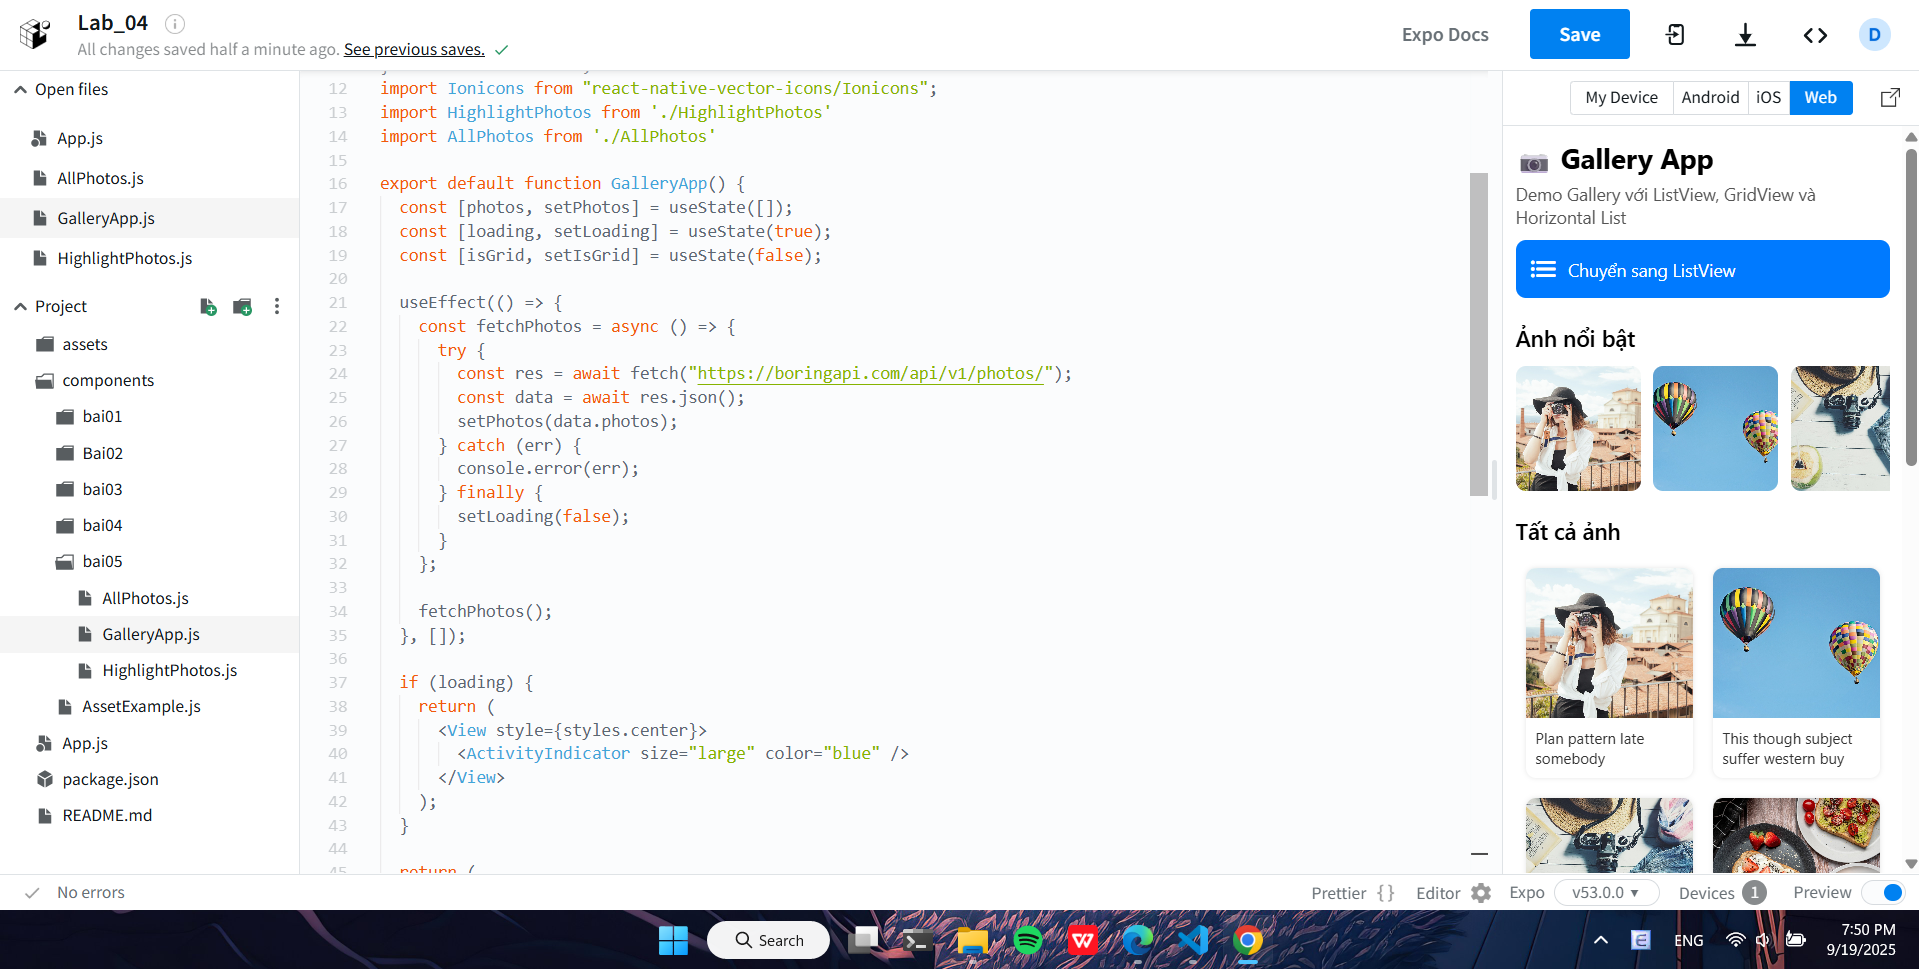 Lab_04
All changes saved half a minute ago. See previous saves.
Expo Docs
Save
D
Open files
App.js
AllPhotos.js
GalleryApp.js
HighlightPhotos.js
Project
assets
components
bai01
Bai02
bai03
bai04
bai05
AllPhotos.js
GalleryApp.js
HighlightPhotos.js
AssetExample.js
App.js
package.json
README.md
12 import Ionicons from "react-native-vector-icons/Ionicons";
13 import HighlightPhotos from './HighlightPhotos'
14 import AllPhotos from './AllPhotos'
15
16 export default function GalleryApp() {
17 const [photos, setPhotos] = useState([]);
18 const [loading, setLoading] = useState(true);
19 const [isGrid, setIsGrid] = useState(false);
20
21 useEffect(() => {
22 const fetchPhotos = async () => {
23 try {
24 const res = await fetch("https://boringapi.com/api/v1/photos/");
25 const data = await res.json();
26 setPhotos(data.photos);
27 } catch (err) {
28 console.error(err);
29 } finally {
30 setLoading(false);
31 }
32 };
33
34 fetchPhotos();
35 }, []);
36
37 if (loading) {
38 return (
39 <View style={styles.center}>
40 <ActivityIndicator size="large" color="blue" />
41 </View>
42 );
43 }
44
45 return (
My Device
Android
iOS
Web
Gallery App
Demo Gallery với ListView, GridView và
Horizontal List
Chuyển sang ListView
Ảnh nổi bật
Tất cả ảnh
Plan pattern late
somebody
This though subject
suffer western buy
No errors
Prettier { }
Editor
Expo
v53.0.0
Devices 1
Preview
Search
ENG
7:50 PM
9/19/2025